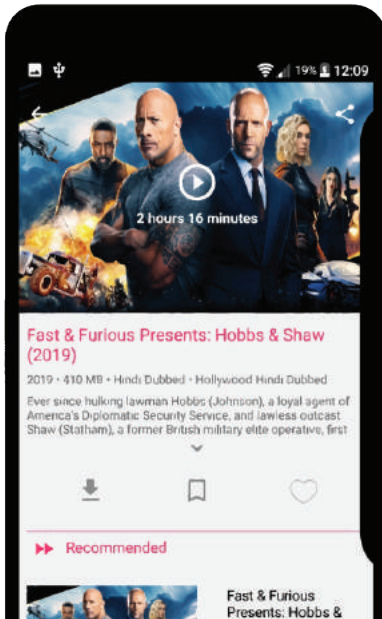 19% 12:09
2 hours 16 minutes
Fast & Furious Presents: Hobbs & Shaw
(2019)
2019 • 410 MB • Hindi Dubbed • Hollywood Hindi Dubbed
Ever since hulking lawman Hobbs (Johnson), a loyal agent of
America's Diplomatic Security Service, and lawless outcast
Shaw (Statham), a former British military elite operative, first
Recommended
Fast & Furious
Presents: Hobbs &